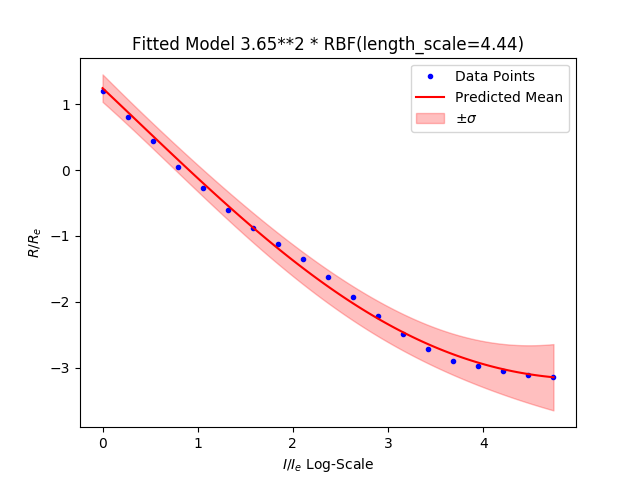 Fitted Model 3.65**2 * RBF(length_scale=4.44)
Data Points
Predicted Mean
±σ
1
0
−1
−2
−3
R/Rₑ
0 1 2 3 4
I/Iₑ Log-Scale